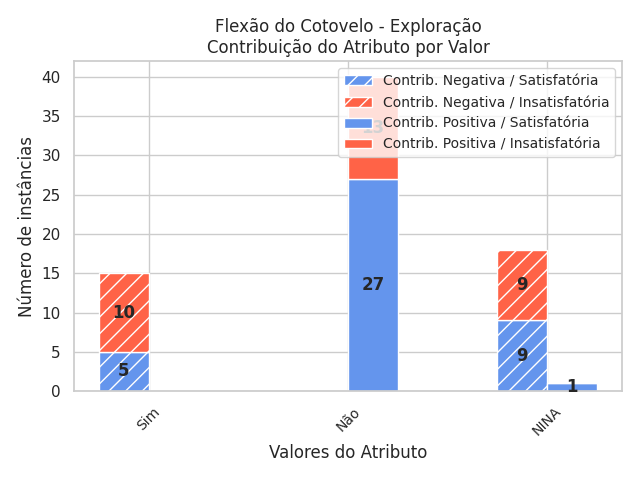 Flexão do Cotovelo - Exploração
Contribuição do Atributo por Valor
Contrib. Negativa / Satisfatória
Contrib. Negativa / Insatisfatória
Contrib. Positiva / Satisfatória
Contrib. Positiva / Insatisfatória
Número de instâncias
40
35
30
25
20
15
10
5
0
10
5
13
27
9
9
1
Sim
Não
NINA
Valores do Atributo